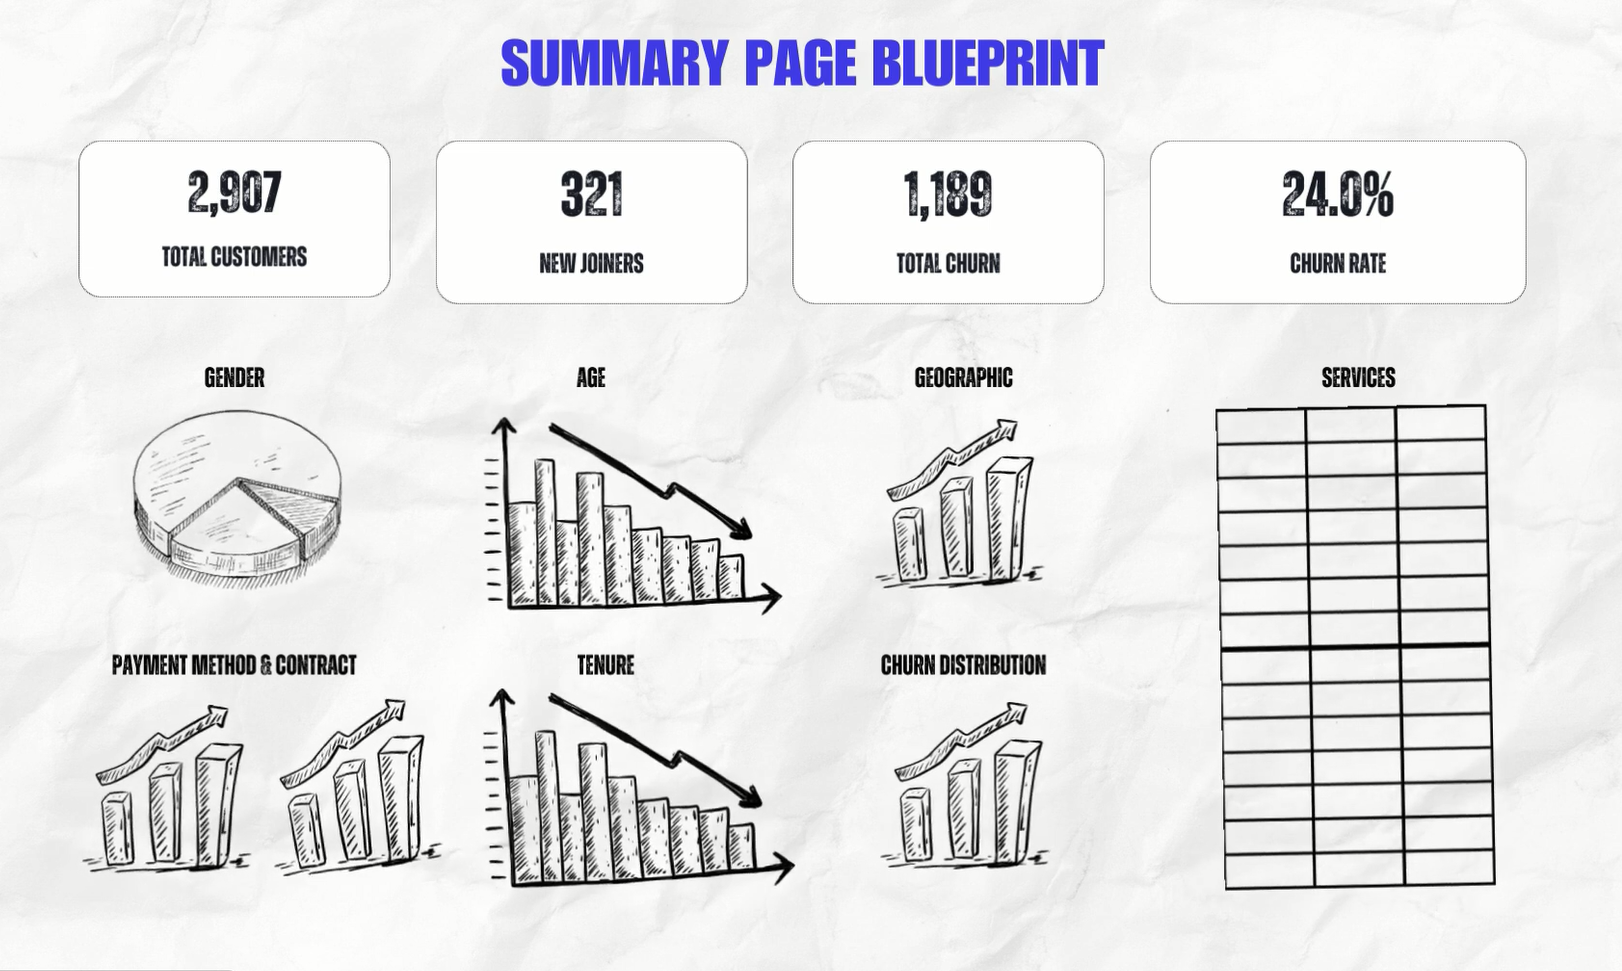 SUMMARY PAGE BLUEPRINT
2,907
TOTAL CUSTOMERS
321
NEW JOINERS
1,189
TOTAL CHURN
24.0%
CHURN RATE
GENDER
AGE
GEOGRAPHIC
SERVICES
PAYMENT METHOD & CONTRACT
TENURE
CHURN DISTRIBUTION